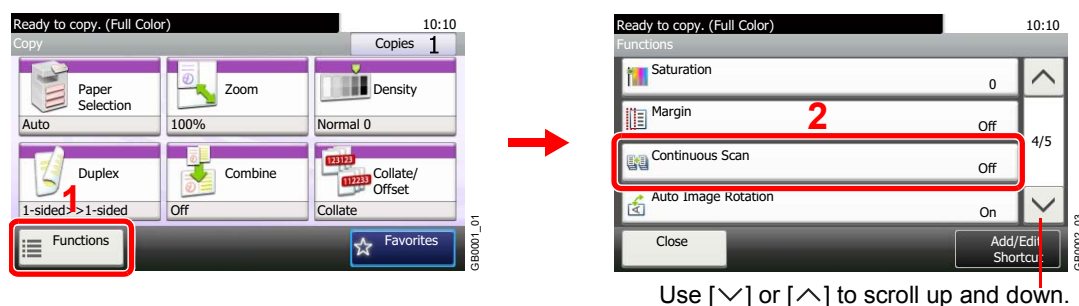 Ready to copy. (Full Color) 10:10
Copy Copies 1
Paper Selection
Auto
Zoom
100%
Density
Normal 0
Duplex
1-sided>>1-sided
Combine
Off
123123
112233
Collate/
Offset
Collate
1
Functions
Favorites
GB0001_01
Ready to copy. (Full Color) 10:10
Functions
Saturation
0
Margin
Off
2
Continuous Scan
Off
4/5
Auto Image Rotation
On
Close
Add/Edit
Shortcut
Use [∨] or [∧] to scroll up and down.